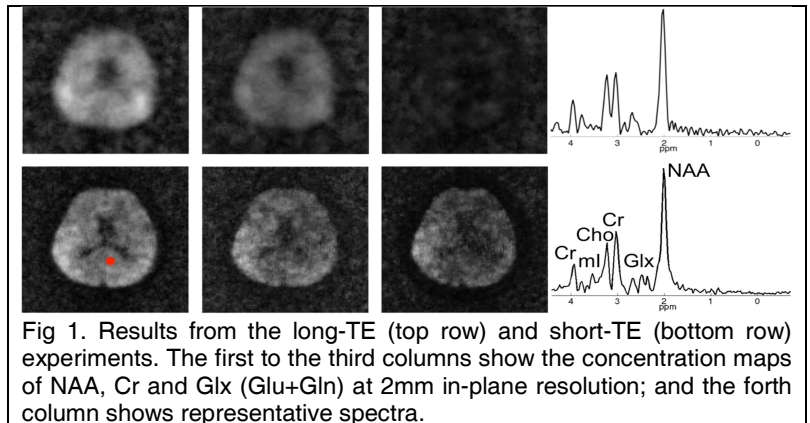 4 3 2 1 0
ppm
NAA
Cr
Cho
Cr
mI
Glx
4 3 2 1 0
ppm
Fig 1. Results from the long-TE (top row) and short-TE (bottom row)
experiments. The first to the third columns show the concentration maps
of NAA, Cr and Glx (Glu+Gln) at 2mm in-plane resolution; and the forth
column shows representative spectra.